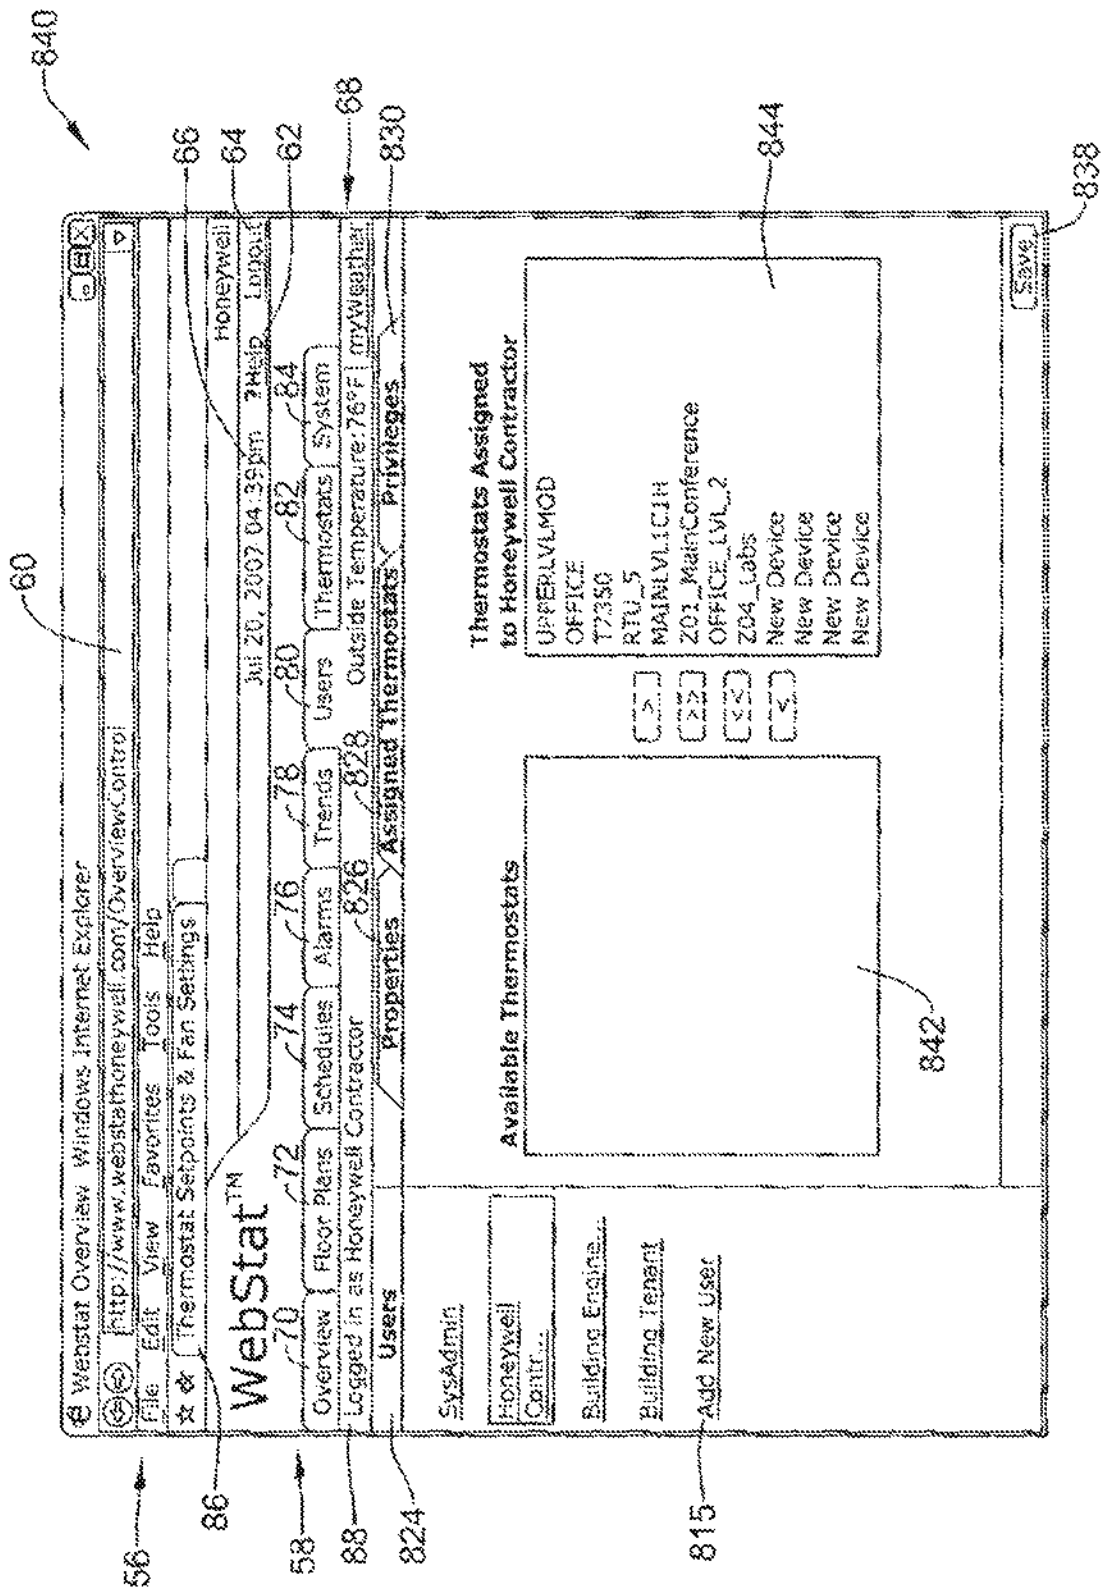 840
60
Webstat Overview Windows Internet Explorer
http://www.webstathoneywell.com/OverviewControl
56
File Edit View Favorites Tools Help
Thermostat Setpoints & Fan Settings
86
Honeywell
66
WebStat™
Jul 20, 2007 04:39pm ?Help Logout
64
62
70 72 74 76 78 80 82 84
58
Overview Floor Plans Schedules Alarms Trends Users Thermostats System
88
Logged in as Honeywell Contractor
Outside Temperature:76°F myWeather
68
826 828 830
824
Users Properties Assigned Thermostats Privileges
SysAdmin
Honeywell
Contr...
Building Engine...
Building Tenant
815
Add New User
Available Thermostats
842
>
>>
<<
<
Thermostats Assigned
to Honeywell Contractor
UPPERLVLMOD
OFFICE
T7350
RTU_5
MAINLVL1C1H
Z01_MainConference
OFFICE_LVL_2
Z04_Labs
New Device
New Device
New Device
New Device
844
Save
838